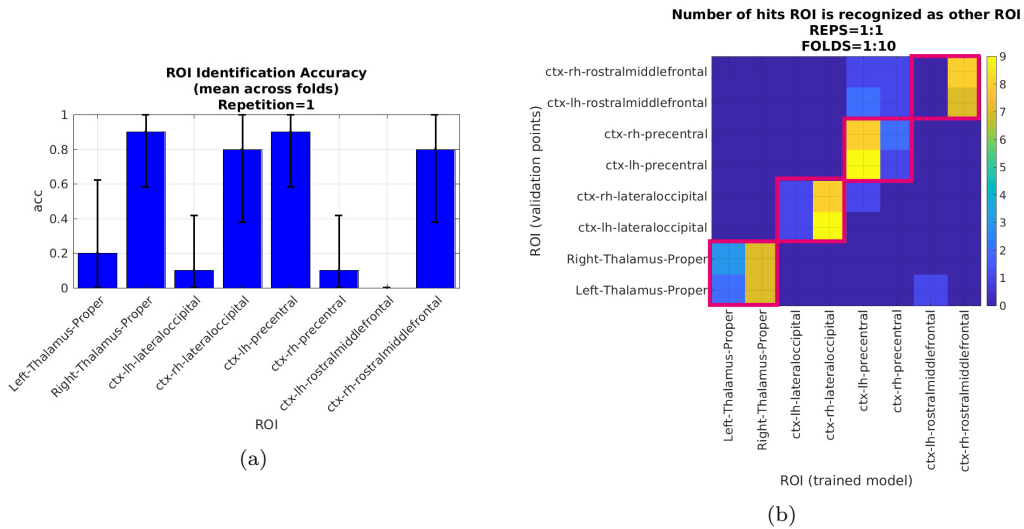 ROI Identification Accuracy
(mean across folds)
Repetition=1
acc
1
0.8
0.6
0.4
0.2
0
Left-Thalamus-Proper
Right-Thalamus-Proper
ctx-lh-lateraloccipital
ctx-rh-lateraloccipital
ctx-lh-precentral
ctx-rh-precentral
ctx-lh-rostralmiddlefrontal
ctx-rh-rostralmiddlefrontal
ROI
(a)
Number of hits ROI is recognized as other ROI
REPS=1:1
FOLDS=1:10
ROI (validation points)
ctx-rh-rostralmiddlefrontal
ctx-lh-rostralmiddlefrontal
ctx-rh-precentral
ctx-lh-precentral
ctx-rh-lateraloccipital
ctx-lh-lateraloccipital
Right-Thalamus-Proper
Left-Thalamus-Proper
9
8
7
6
5
4
3
2
1
0
Left-Thalamus-Proper
Right-Thalamus-Proper
ctx-lh-lateraloccipital
ctx-rh-lateraloccipital
ctx-lh-precentral
ctx-rh-precentral
ctx-lh-rostralmiddlefrontal
ctx-rh-rostralmiddlefrontal
ROI (trained model)
(b)